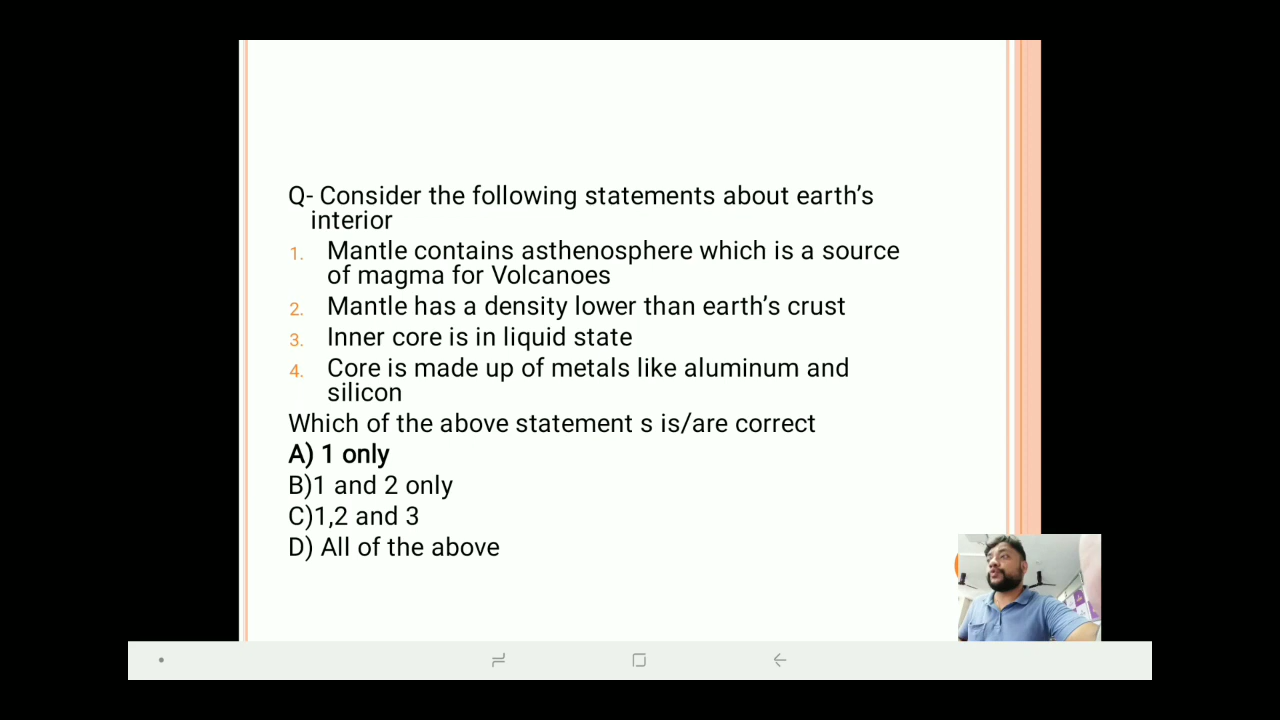 Q- Consider the following statements about earth’s
interior
1. Mantle contains asthenosphere which is a source
of magma for Volcanoes
2. Mantle has a density lower than earth’s crust
3. Inner core is in liquid state
4. Core is made up of metals like aluminum and
silicon
Which of the above statement s is/are correct
A) 1 only
B)1 and 2 only
C)1,2 and 3
D) All of the above